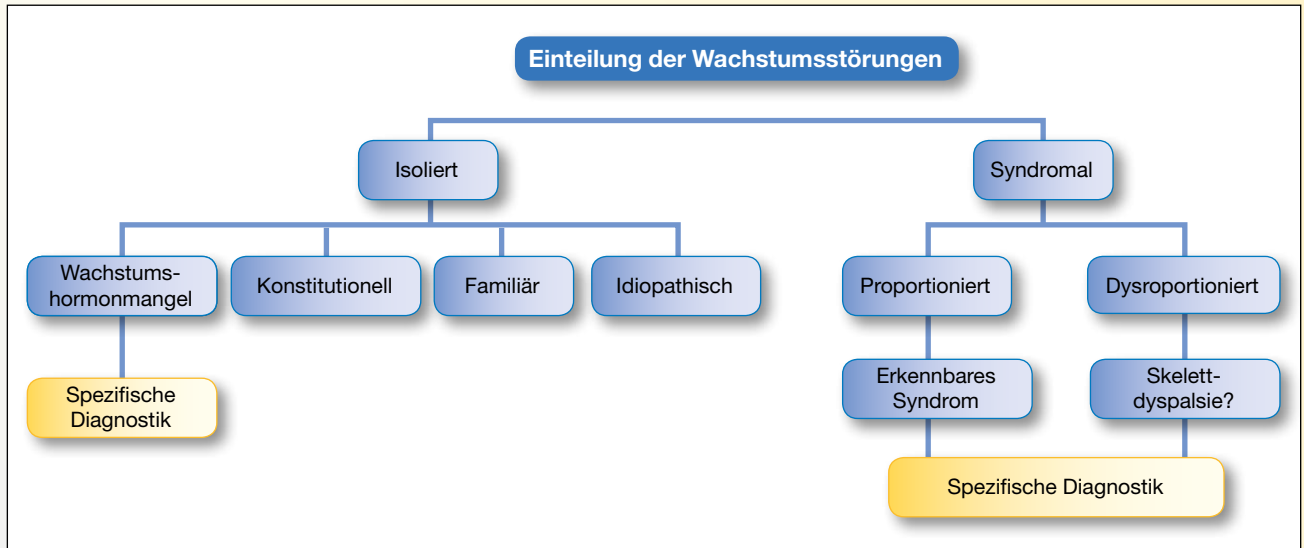 Einteilung der Wachstumsstörungen
Isoliert
Syndromal
Wachstums-
hormonmangel
Konstitutionell
Familiär
Idiopathisch
Proportioniert
Dysroportioniert
Spezifische
Diagnostik
Erkennbares
Syndrom
Skelett-
dyspalsie?
Spezifische Diagnostik